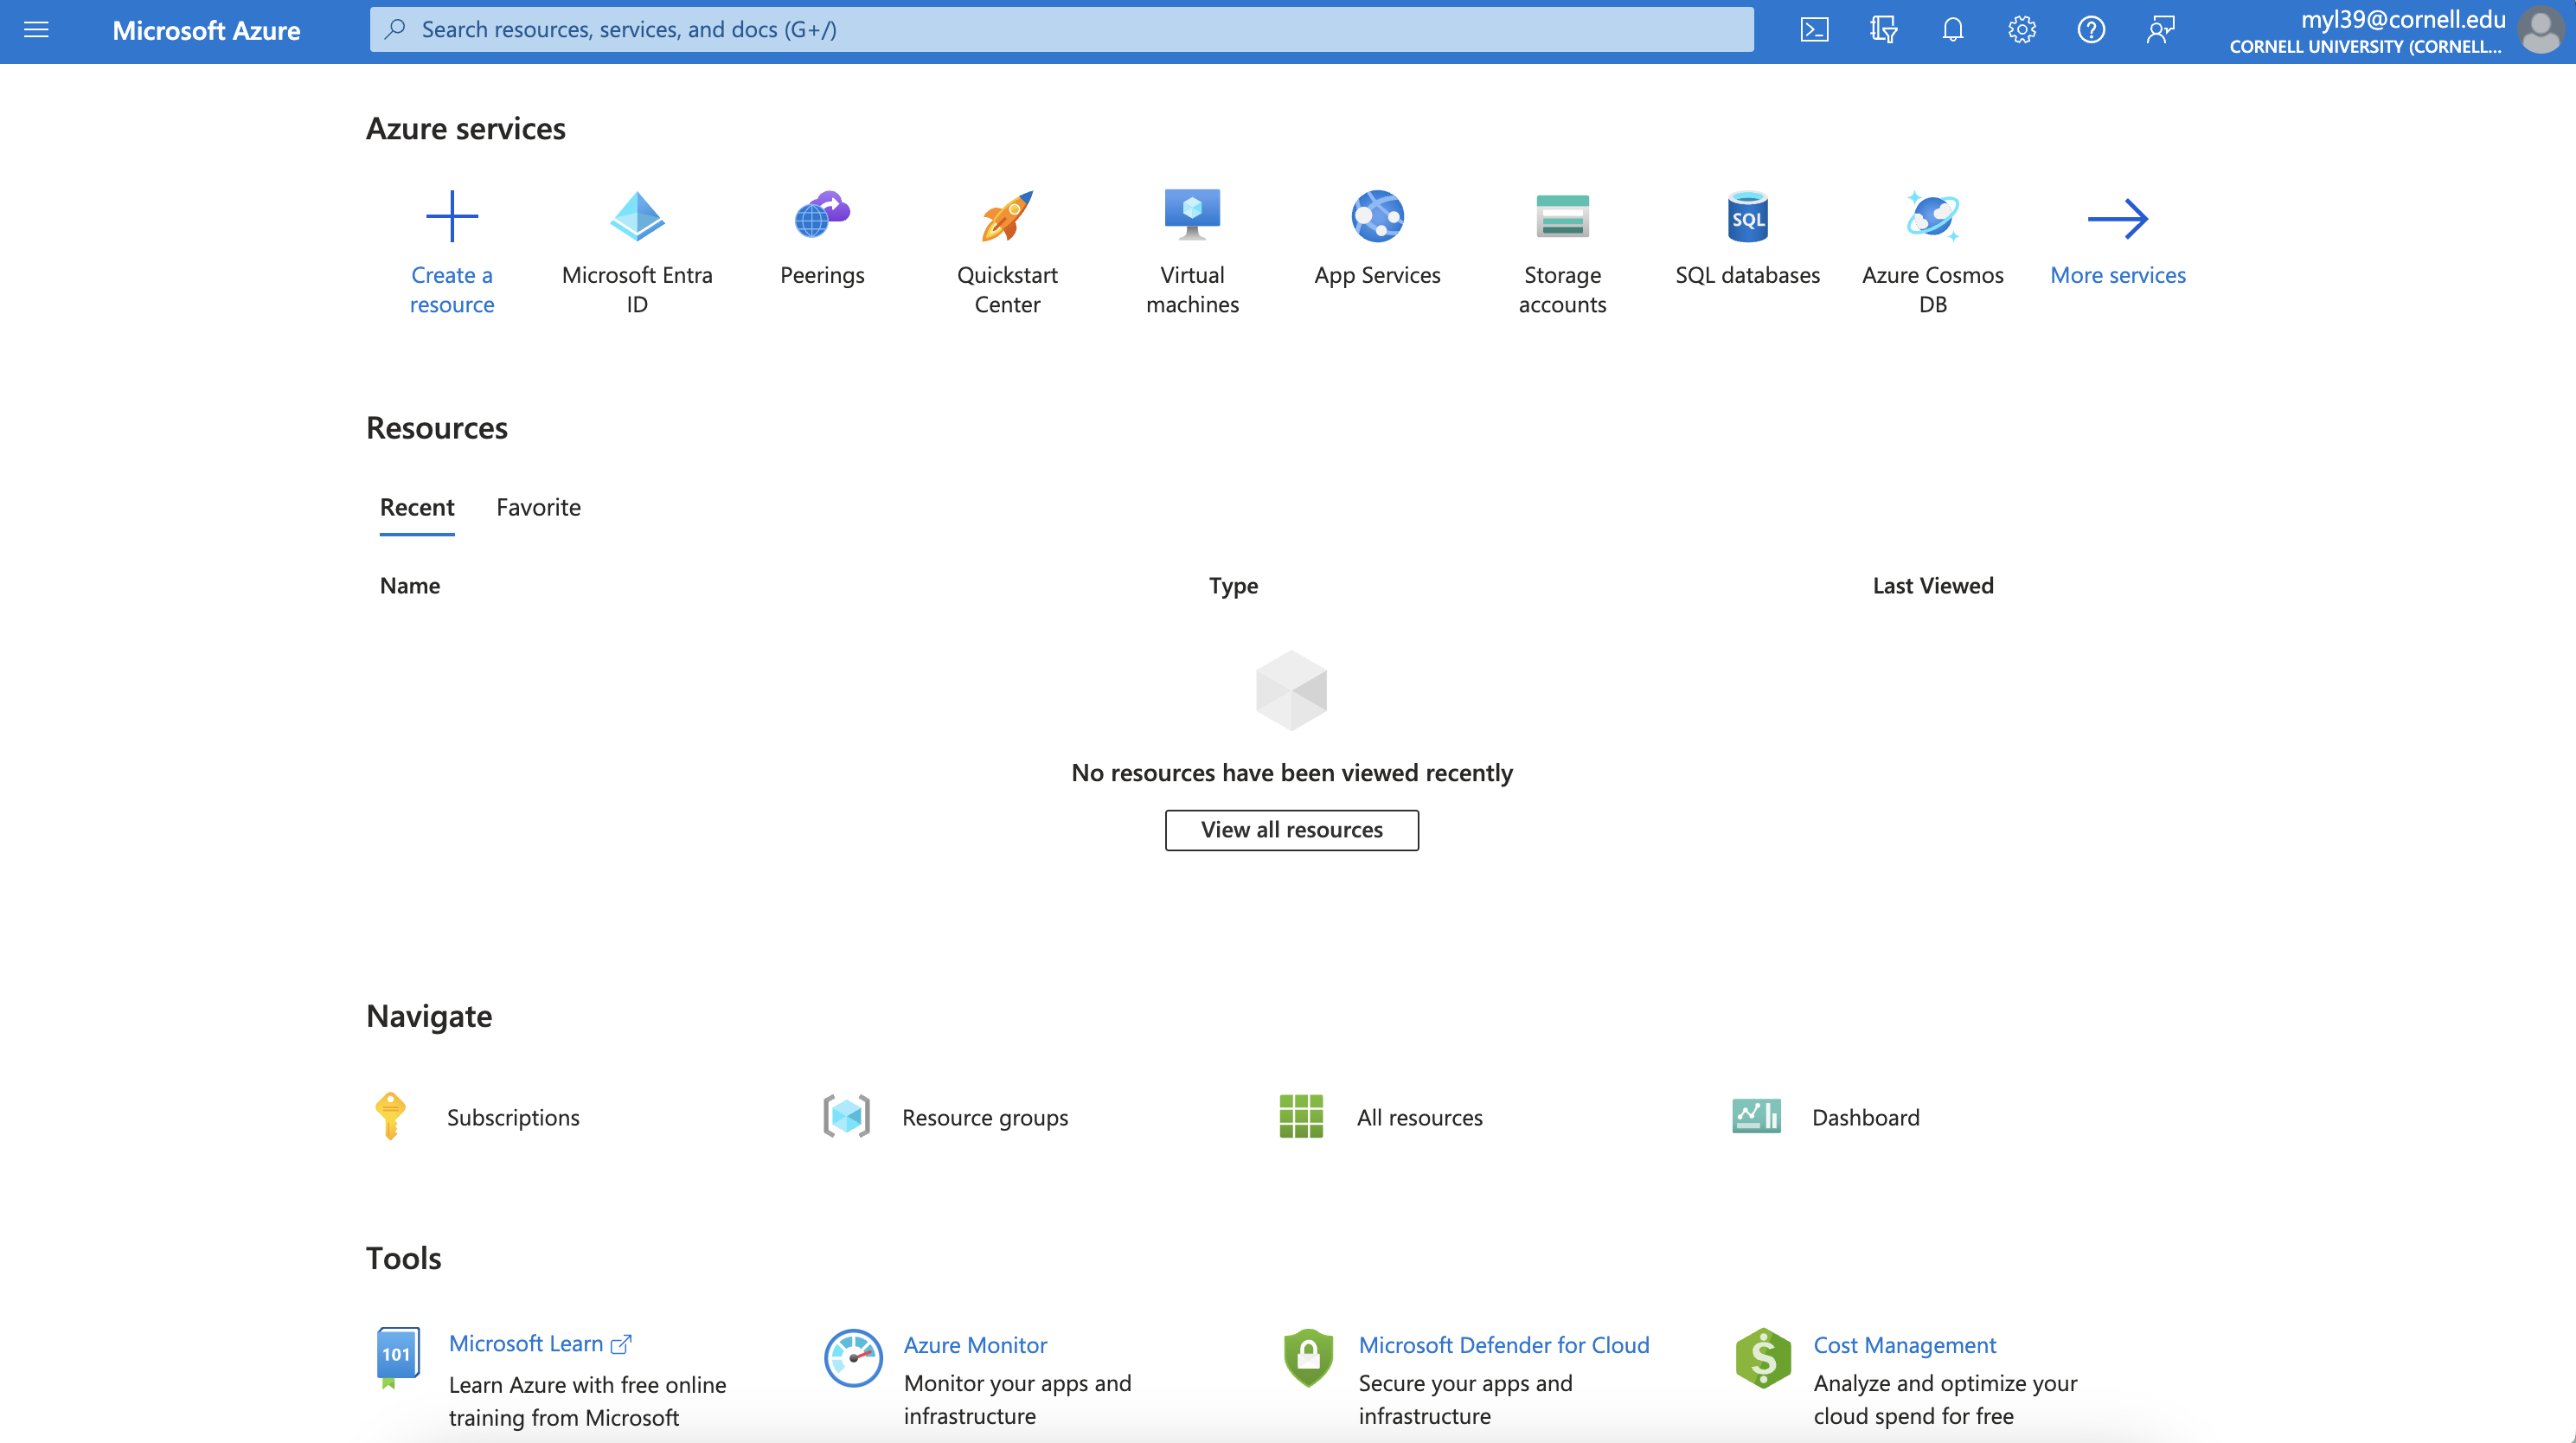 Microsoft Azure
Search resources, services, and docs (G+/)
myl39@cornell.edu
CORNELL UNIVERSITY (CORNELL...
Azure services
Create a
resource
Microsoft Entra
ID
Peerings
Quickstart
Center
Virtual
machines
App Services
Storage
accounts
SQL
SQL databases
Azure Cosmos
DB
More services
Resources
Recent
Favorite
Name
Type
Last Viewed
No resources have been viewed recently
View all resources
Navigate
Subscriptions
Resource groups
All resources
Dashboard
Tools
101
Microsoft Learn
Learn Azure with free online
training from Microsoft
Azure Monitor
Monitor your apps and
infrastructure
Microsoft Defender for Cloud
Secure your apps and
infrastructure
Cost Management
Analyze and optimize your
cloud spend for free